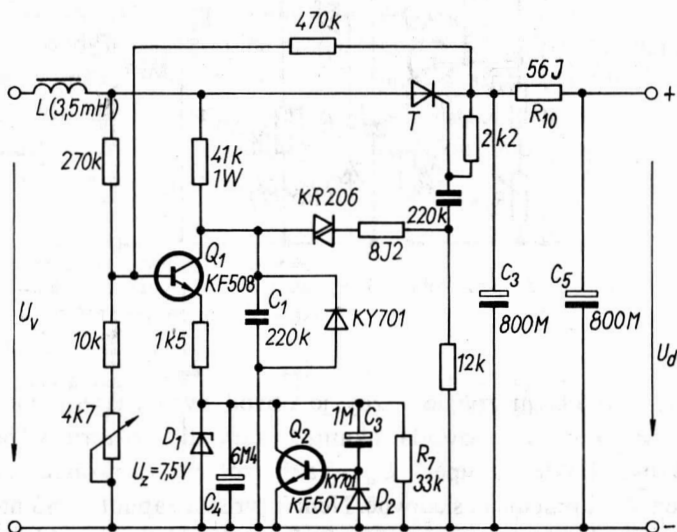 470k
L (3,5mH)
T
56J
R10
+
270k
41k
1W
2k2
KR206
220k
8J2
Q1
KF508
C1
220k
KY701
C3
800M
C5
800M
Uv
Ud
10k
1k5
12k
4k7
D1
Uz=7,5V
6M4
C4
Q2
KF507
1M
C3
KY701
D2
R7
33k
-